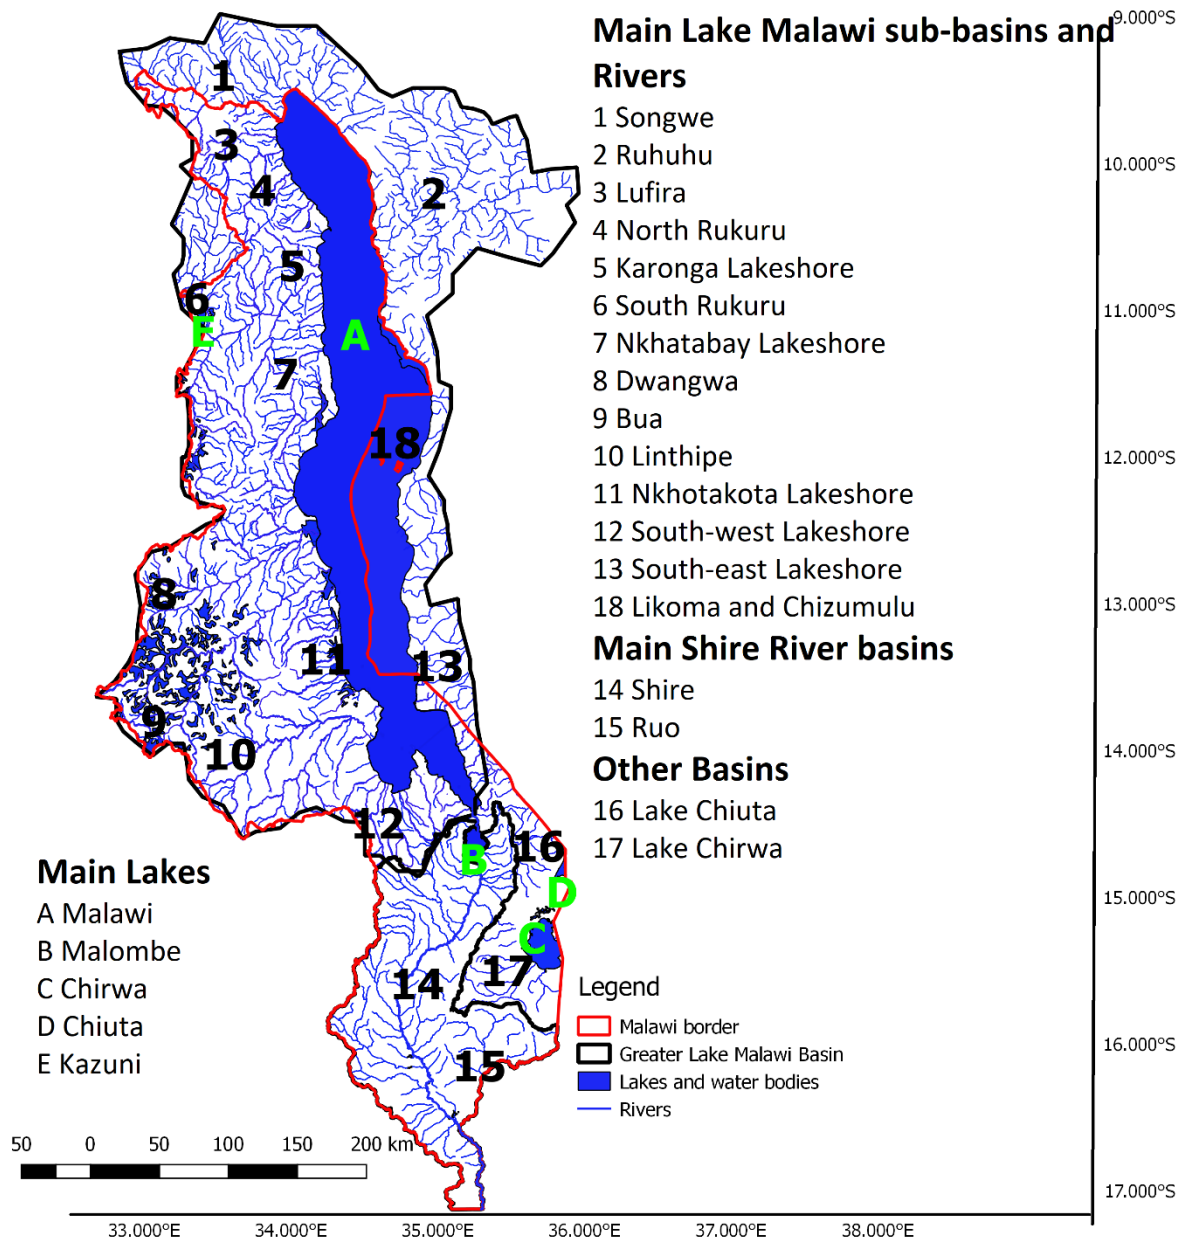 Main Lake Malawi sub-basins and
Rivers
1 Songwe
2 Ruhuhu
3 Lufira
4 North Rukuru
5 Karonga Lakeshore
6 South Rukuru
7 Nkhatabay Lakeshore
8 Dwangwa
9 Bua
10 Linthipe
11 Nkhotakota Lakeshore
12 South-west Lakeshore
13 South-east Lakeshore
18 Likoma and Chizumulu
Main Shire River basins
14 Shire
15 Ruo
Other Basins
16 Lake Chiuta
17 Lake Chirwa
1
3
2
4
5
6
E
A
7
18
8
11
13
9
10
12
16
B
D
C
17
14
15
Main Lakes
A Malawi
B Malombe
C Chirwa
D Chiuta
E Kazuni
Legend
Malawi border
Greater Lake Malawi Basin
Lakes and water bodies
Rivers
50 0 50 100 150 200 km
9.000°S
10.000°S
11.000°S
12.000°S
13.000°S
14.000°S
15.000°S
16.000°S
17.000°S
33.000°E 34.000°E 35.000°E 36.000°E 37.000°E 38.000°E